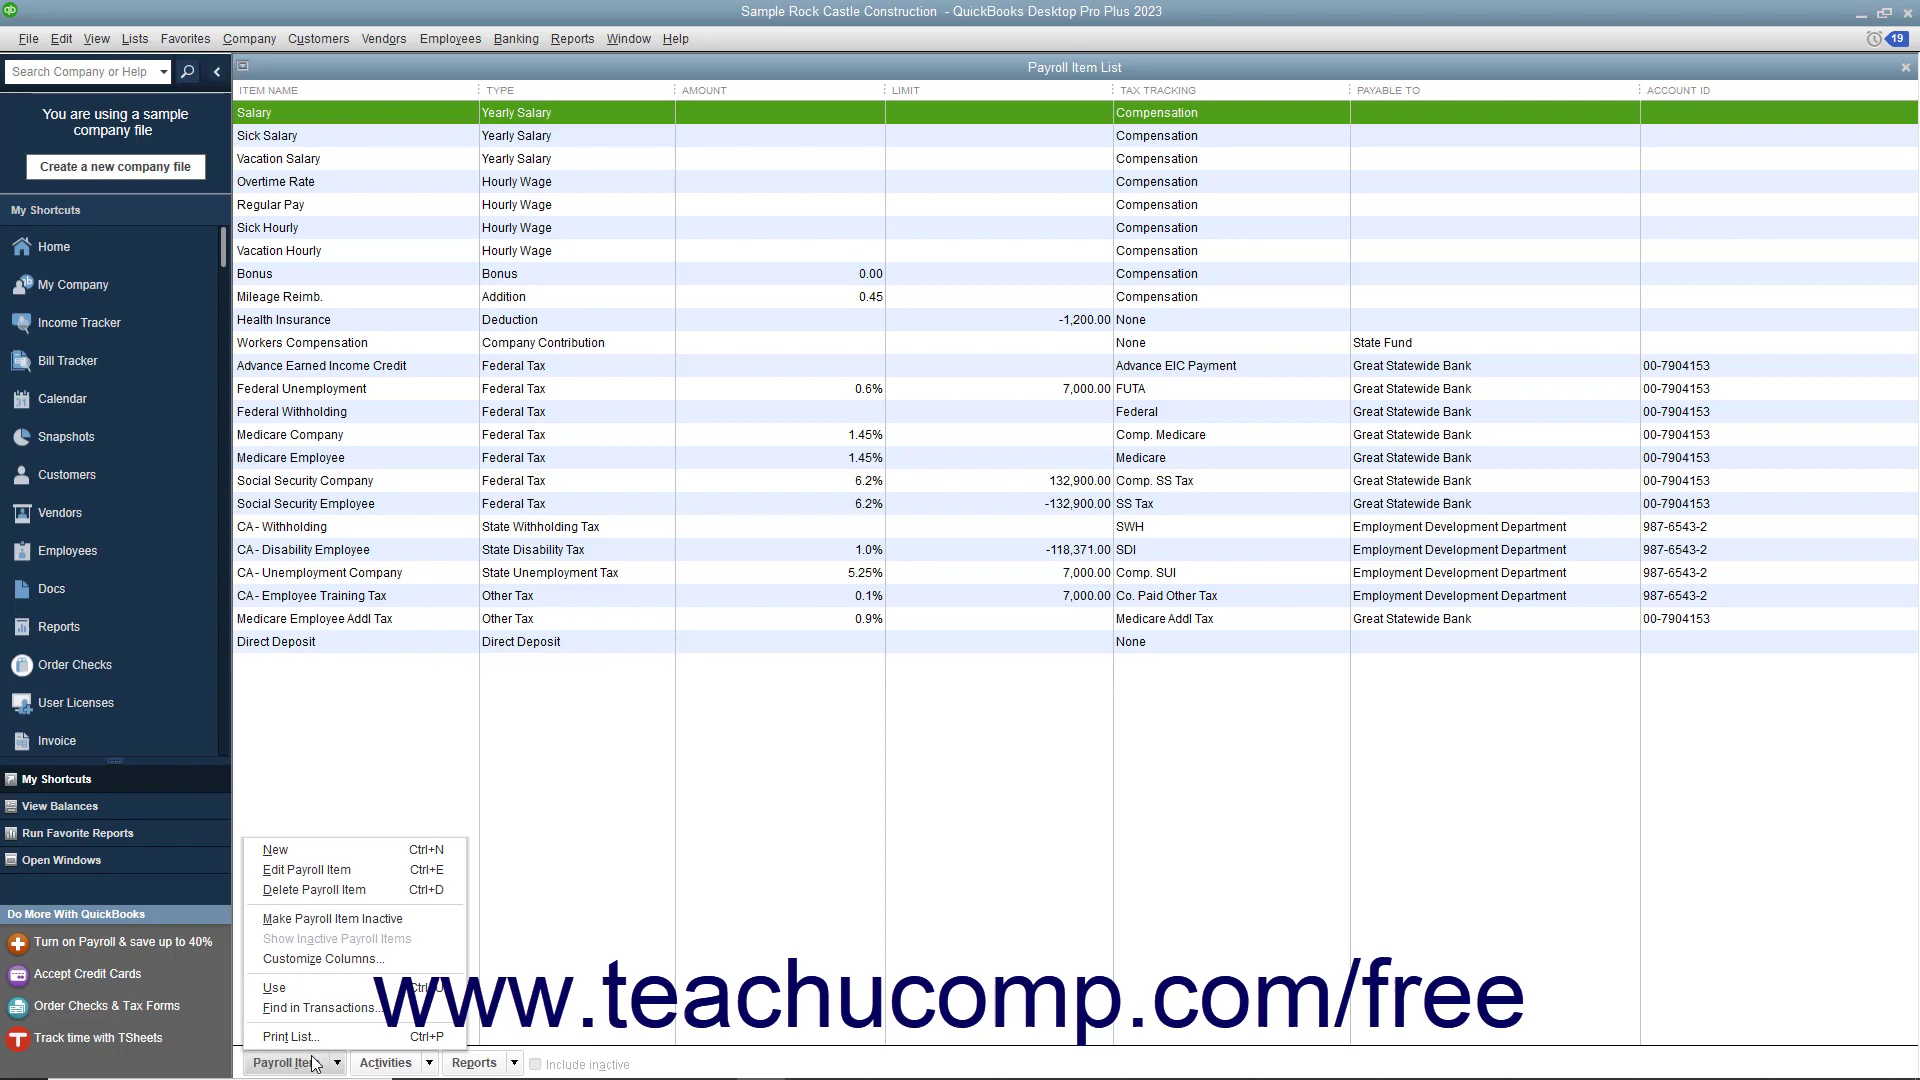 Sample Rock Castle Construction - QuickBooks Desktop Pro Plus 2023
File Edit View Lists Favorites Company Customers Vendors Employees Banking Reports Window Help 19
Search Company or Help
You are using a sample
company file
Create a new company file
My Shortcuts
Home
My Company
Income Tracker
Bill Tracker
Calendar
Snapshots
Customers
Vendors
Employees
Docs
Reports
Order Checks
User Licenses
Invoice
My Shortcuts
View Balances
Run Favorite Reports
Open Windows
Do More With QuickBooks
Turn on Payroll & save up to 40%
Accept Credit Cards
Order Checks & Tax Forms
Track time with TSheets
Payroll Item List
ITEM NAME TYPE AMOUNT LIMIT TAX TRACKING PAYABLE TO ACCOUNT ID
Salary Yearly Salary Compensation
Sick Salary Yearly Salary Compensation
Vacation Salary Yearly Salary Compensation
Overtime Rate Hourly Wage Compensation
Regular Pay Hourly Wage Compensation
Sick Hourly Hourly Wage Compensation
Vacation Hourly Hourly Wage Compensation
Bonus Bonus 0.00 Compensation
Mileage Reimb. Addition 0.45 Compensation
Health Insurance Deduction -1,200.00 None
Workers Compensation Company Contribution None State Fund
Advance Earned Income Credit Federal Tax Advance EIC Payment Great Statewide Bank 00-7904153
Federal Unemployment Federal Tax 0.6% 7,000.00 FUTA Great Statewide Bank 00-7904153
Federal Withholding Federal Tax Federal Great Statewide Bank 00-7904153
Medicare Company Federal Tax 1.45% Comp. Medicare Great Statewide Bank 00-7904153
Medicare Employee Federal Tax 1.45% Medicare Great Statewide Bank 00-7904153
Social Security Company Federal Tax 6.2% 132,900.00 Comp. SS Tax Great Statewide Bank 00-7904153
Social Security Employee Federal Tax 6.2% -132,900.00 SS Tax Great Statewide Bank 00-7904153
CA - Withholding State Withholding Tax SWH Employment Development Department 987-6543-2
CA - Disability Employee State Disability Tax 1.0% -118,371.00 SDI Employment Development Department 987-6543-2
CA - Unemployment Company State Unemployment Tax 5.25% 7,000.00 Comp. SUI Employment Development Department 987-6543-2
CA - Employee Training Tax Other Tax 0.1% 7,000.00 Co. Paid Other Tax Employment Development Department 987-6543-2
Medicare Employee Addl Tax Other Tax 0.9% Medicare Addl Tax Great Statewide Bank 00-7904153
Direct Deposit Direct Deposit None
New Ctrl+N
Edit Payroll Item Ctrl+E
Delete Payroll Item Ctrl+D
Make Payroll Item Inactive
Show Inactive Payroll Items
Customize Columns...
Use
Find in Transactions...
Print List... Ctrl+P
www.teachucomp.com/free
Payroll Activities Reports Include inactive